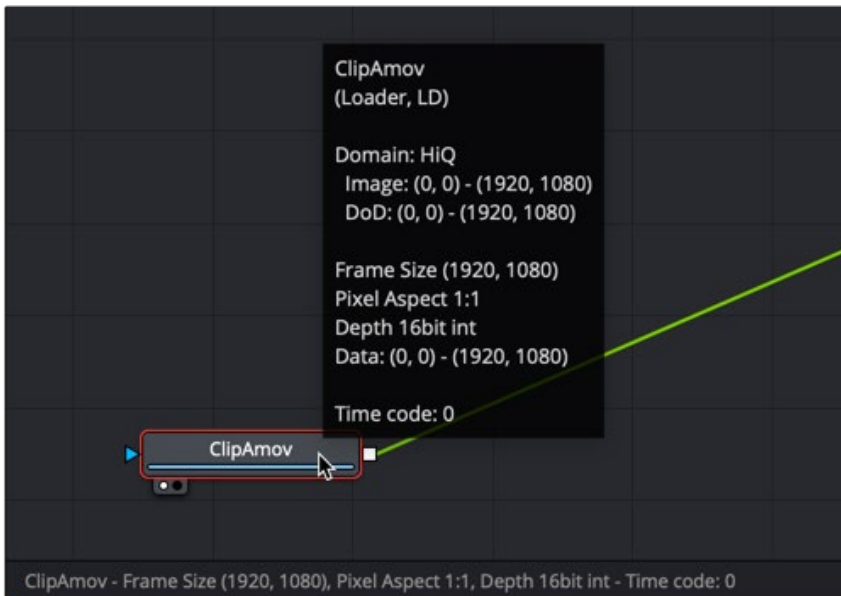 ClipAmov
(Loader, LD)
Domain: HiQ
Image: (0, 0) - (1920, 1080)
DoD: (0, 0) - (1920, 1080)
Frame Size (1920, 1080)
Pixel Aspect 1:1
Depth 16bit int
Data: (0, 0) - (1920, 1080)
Time code: 0
ClipAmov
ClipAmov - Frame Size (1920, 1080), Pixel Aspect 1:1, Depth 16bit int - Time code: 0